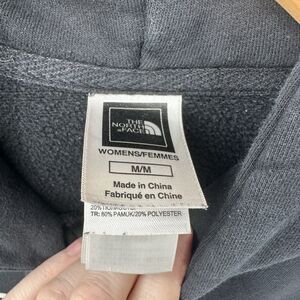 THE
NORTH
FACE
WOMENS/FEMMES
M/M
Made in China
Fabriqué en Chine
TR: 80% PAMUK/20% POLYESTER